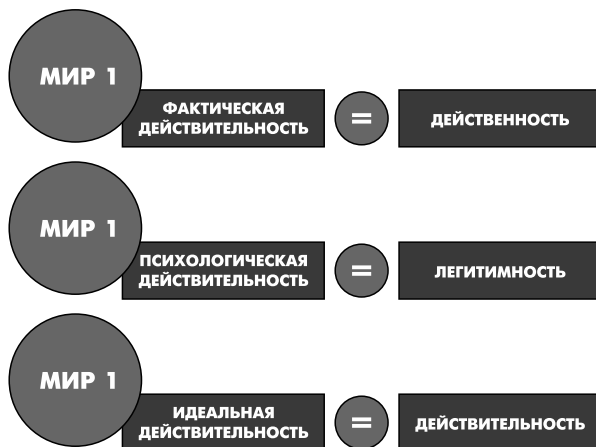 МИР 1
ФАКТИЧЕСКАЯ
ДЕЙСТВИТЕЛЬНОСТЬ
=
ДЕЙСТВЕННОСТЬ
МИР 1
ПСИХОЛОГИЧЕСКАЯ
ДЕЙСТВИТЕЛЬНОСТЬ
=
ЛЕГИТИМНОСТЬ
МИР 1
ИДЕАЛЬНАЯ
ДЕЙСТВИТЕЛЬНОСТЬ
=
ДЕЙСТВИТЕЛЬНОСТЬ